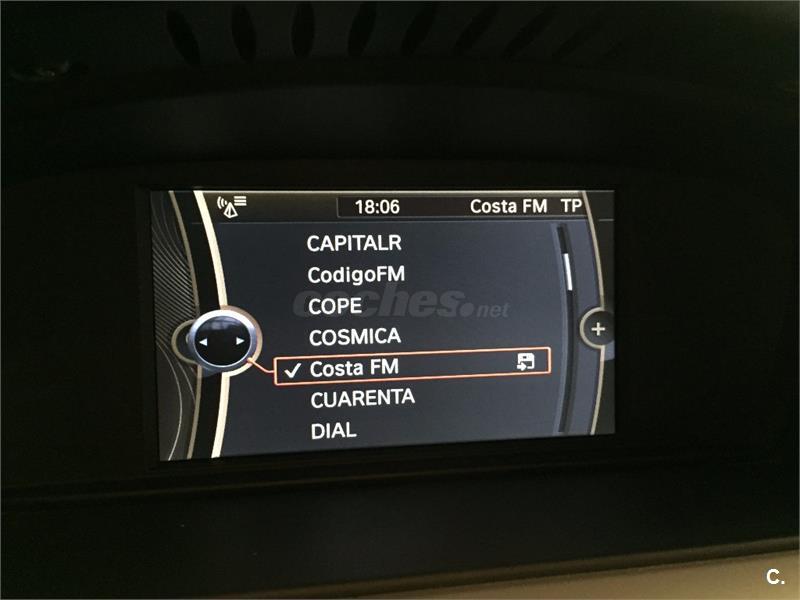 18:06 Costa FM TP
CAPITALR
CodigoFM
COPE
coches.net
COSMICA
Costa FM
CUARENTA
DIAL
C.